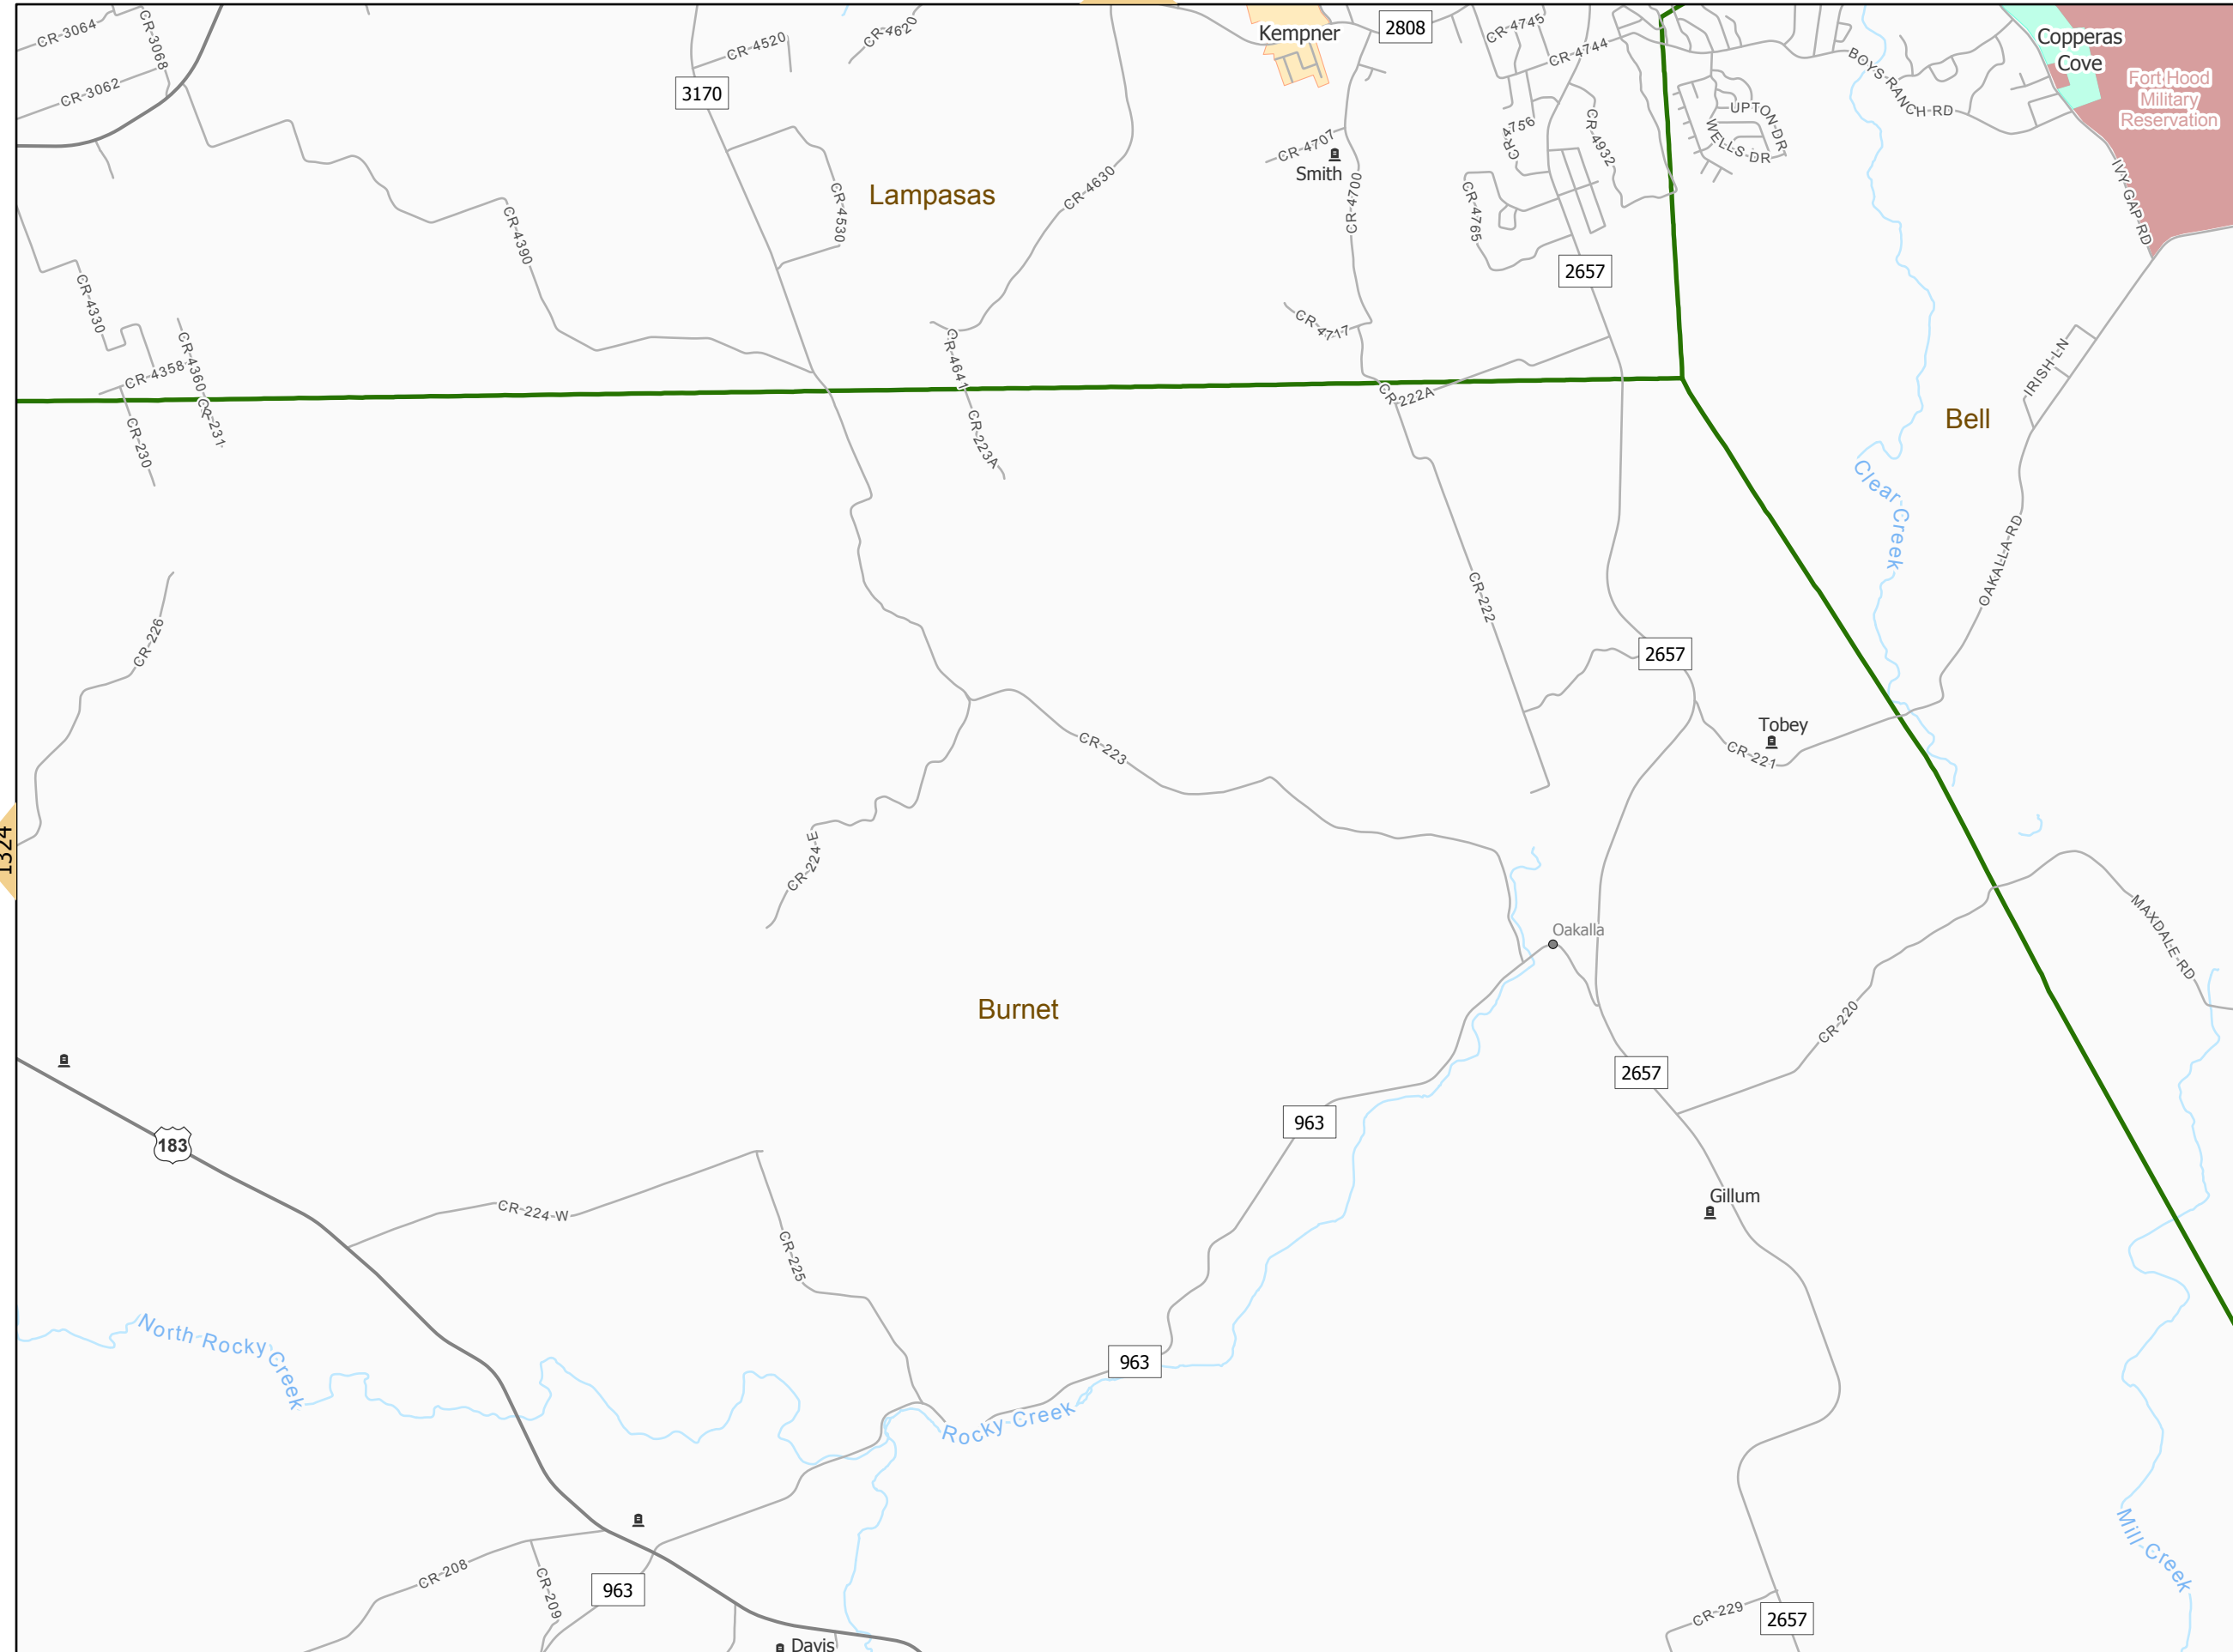 CR-3064
CR-3068
CR-3062
CR-4520
CR-4620
3170
Kempner
2808
CR-4745
CR-4744
BOYS-RANCH-RD
Copperas
Cove
Fort Hood
Military
Reservation
UPTON-DR
WELLS-DR
CR-4756
CR-4932
CR-4707
Smith
CR-4700
CR-4765
IVY-GAP-RD
Lampasas
CR-4530
CR-4630
CR-4390
2657
CR-4330
CR-4717
CR-4360
CR-4358
CR-4641
CR-222A
IRISH-LN
Bell
CR-231
CR-230
CR-223A
Clear-Creek
OAKALLA-RD
CR-222
CR-226
2657
Tobey
CR-221
CR-223
1324
CR-224-E
Oakalla
MAXDALE-RD
Burnet
CR-220
2657
963
183
Gillum
CR-224-W
CR-225
North-Rocky-Creek
963
Rocky-Creek
Mill-Creek
CR-208
CR-209
963
CR-229
2657
Davis